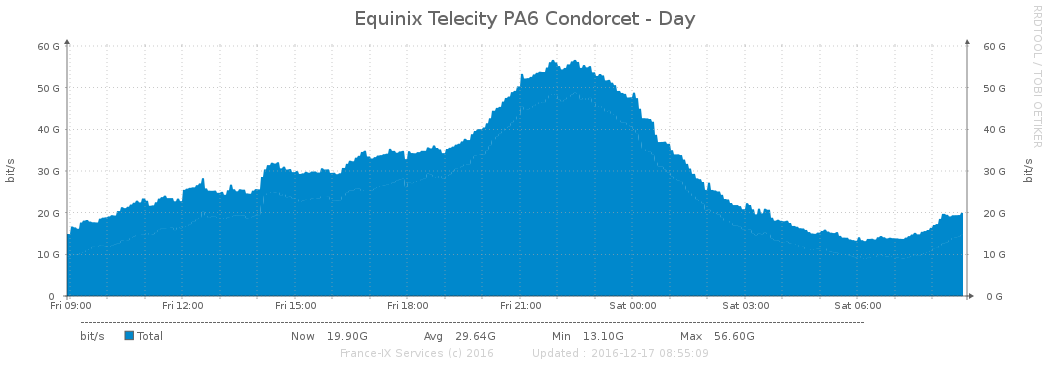 Equinix Telecity PA6 Condorcet - Day
RRDTOOL / TOBI OETIKER
60 G 60 G
50 G 50 G
40 G 40 G
30 G 30 G
20 G 20 G
10 G 10 G
0 0 G
bit/s
bit/s
Fri 09:00 Fri 12:00 Fri 15:00 Fri 18:00 Fri 21:00 Sat 00:00 Sat 03:00 Sat 06:00
bit/s Total Now 19.90G Avg 29.64G Min 13.10G Max 56.60G
France-IX Services (c) 2016 Updated : 2016-12-17 08:55:09